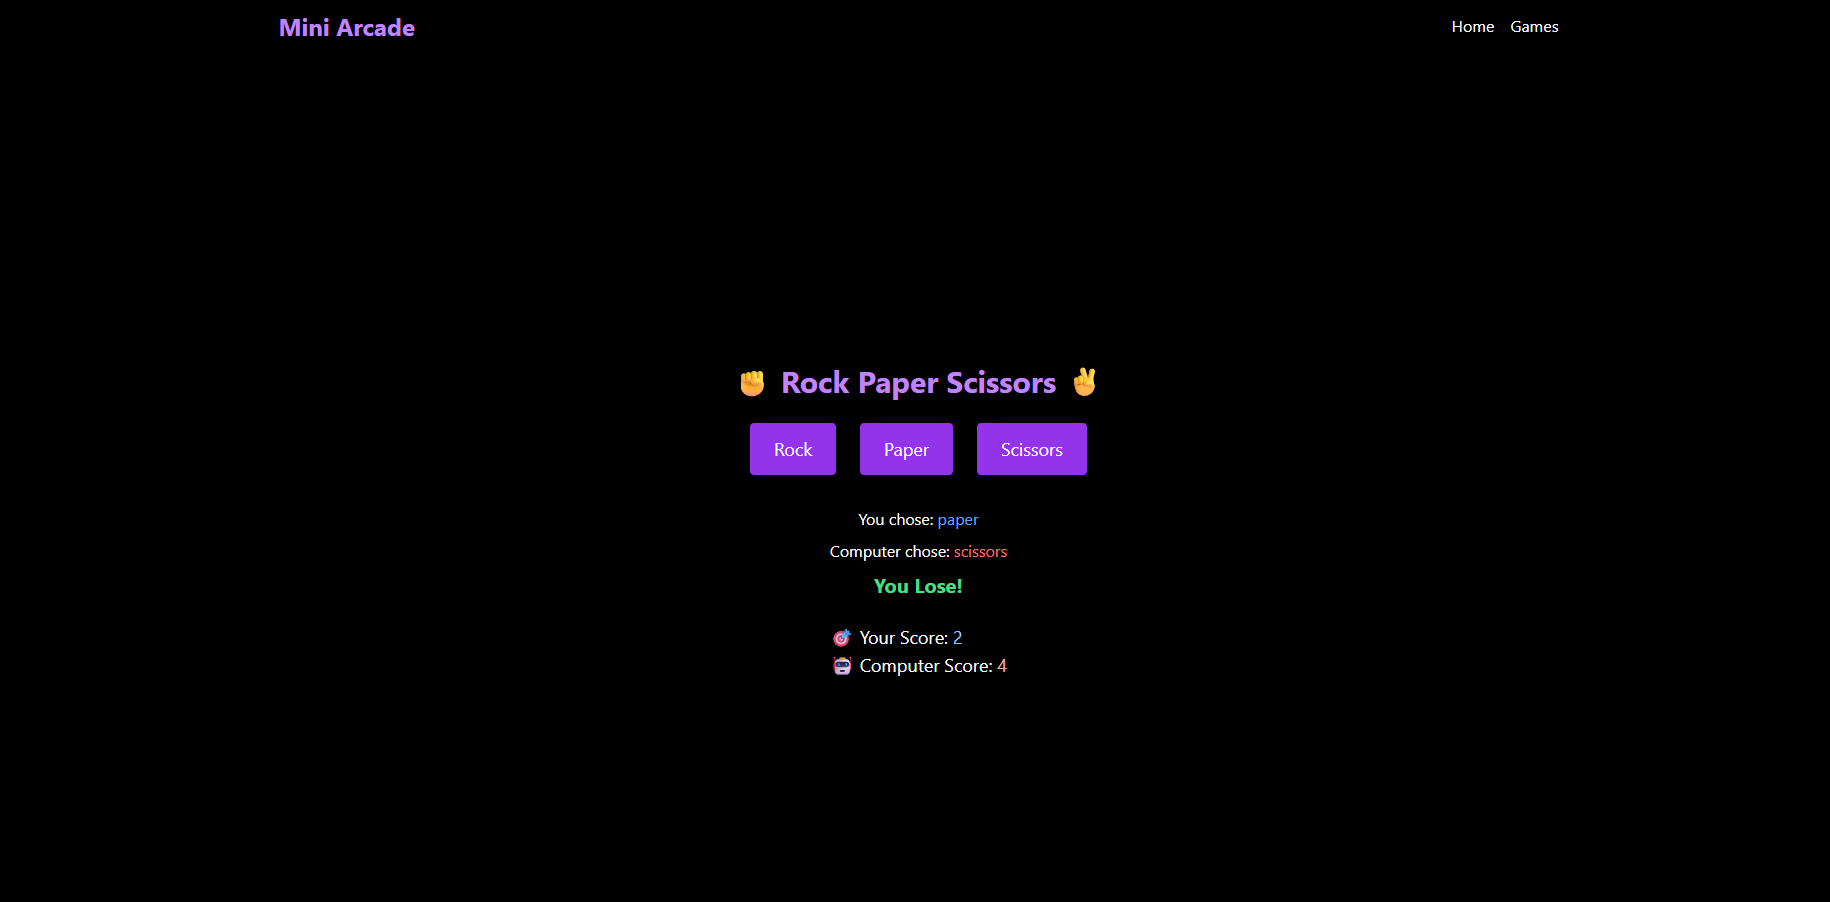 Mini Arcade
Home Games
✊ Rock Paper Scissors ✌️
Rock Paper Scissors
You chose: paper
Computer chose: scissors
You Lose!
🎯 Your Score: 2
🤖 Computer Score: 4